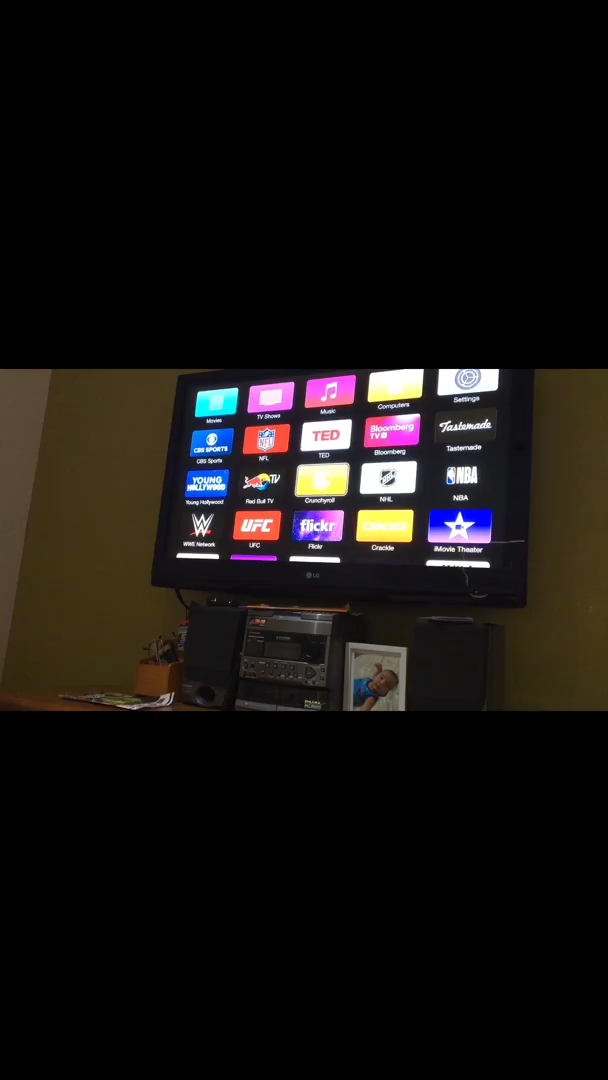 Movies
TV Shows
Music
Computers
Settings
CBS SPORTS
CBS Sports
NFL
NFL
TED
TED
Bloomberg
TV
Bloomberg
Tastemade
Tastemade
YOUNG
HOLLYWOOD
Young Hollywood
TV
Red Bull TV
Crunchyroll
NHL
NBA
NBA
WWE Network
UFC
UFC
flickr
Flickr
CRACKLE
Crackle
iMovie Theater
LG